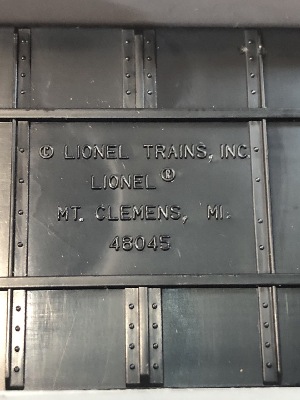 © LIONEL TRAINS, INC.
LIONEL®
MT. CLEMENS, MI.
48045